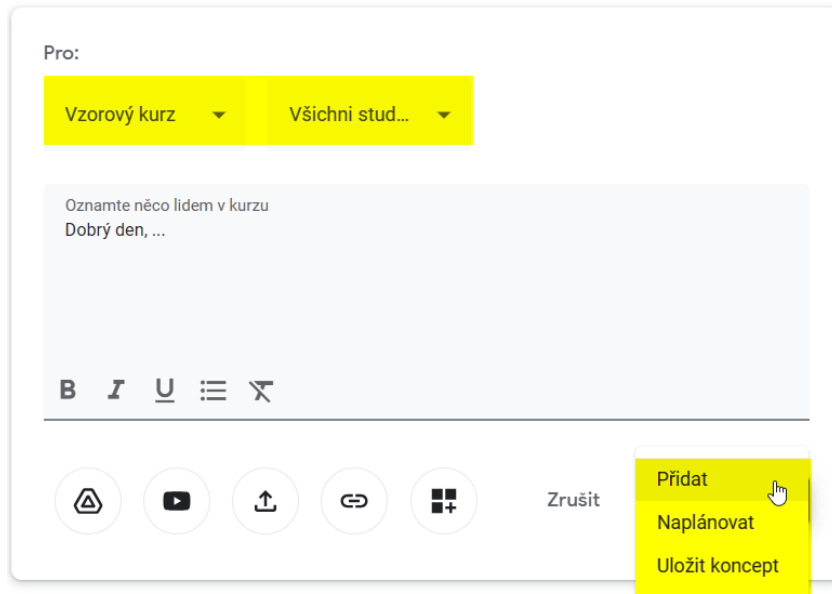 Pro:
Vzorový kurz
Všichni stud...
Oznamte něco lidem v kurzu
Dobrý den, ...
B I U
Zrušit
Přidat
Naplánovat
Uložit koncept